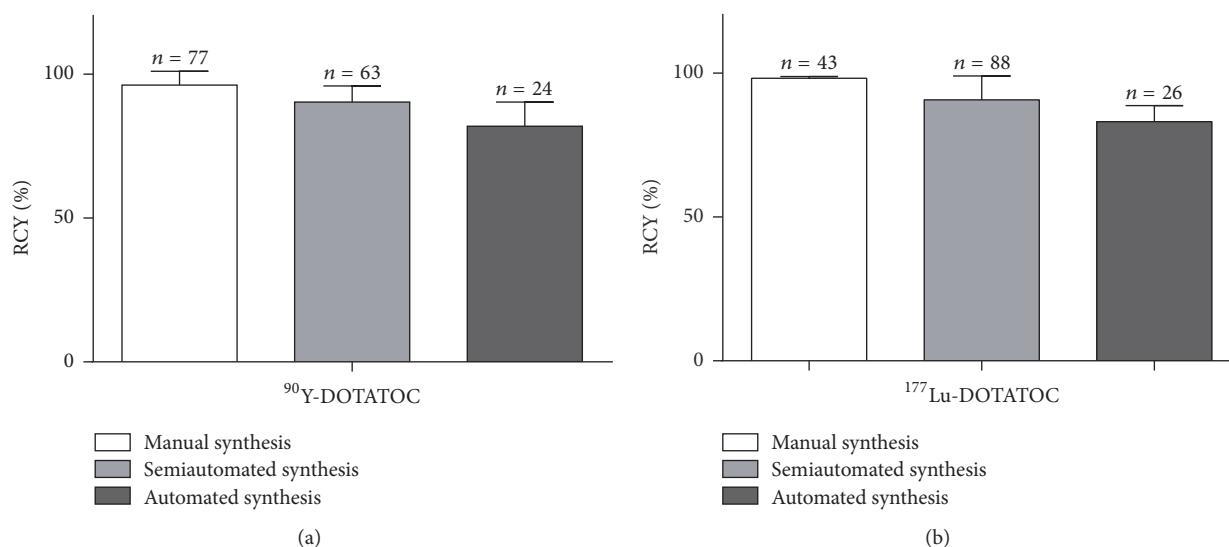 n = 77
n = 63
n = 24
100
50
0
RCY (%)
⁹⁰Y-DOTATOC
Manual synthesis
Semiautomated synthesis
Automated synthesis
(a)
n = 43
n = 88
n = 26
100
50
0
RCY (%)
¹⁷⁷Lu-DOTATOC
Manual synthesis
Semiautomated synthesis
Automated synthesis
(b)